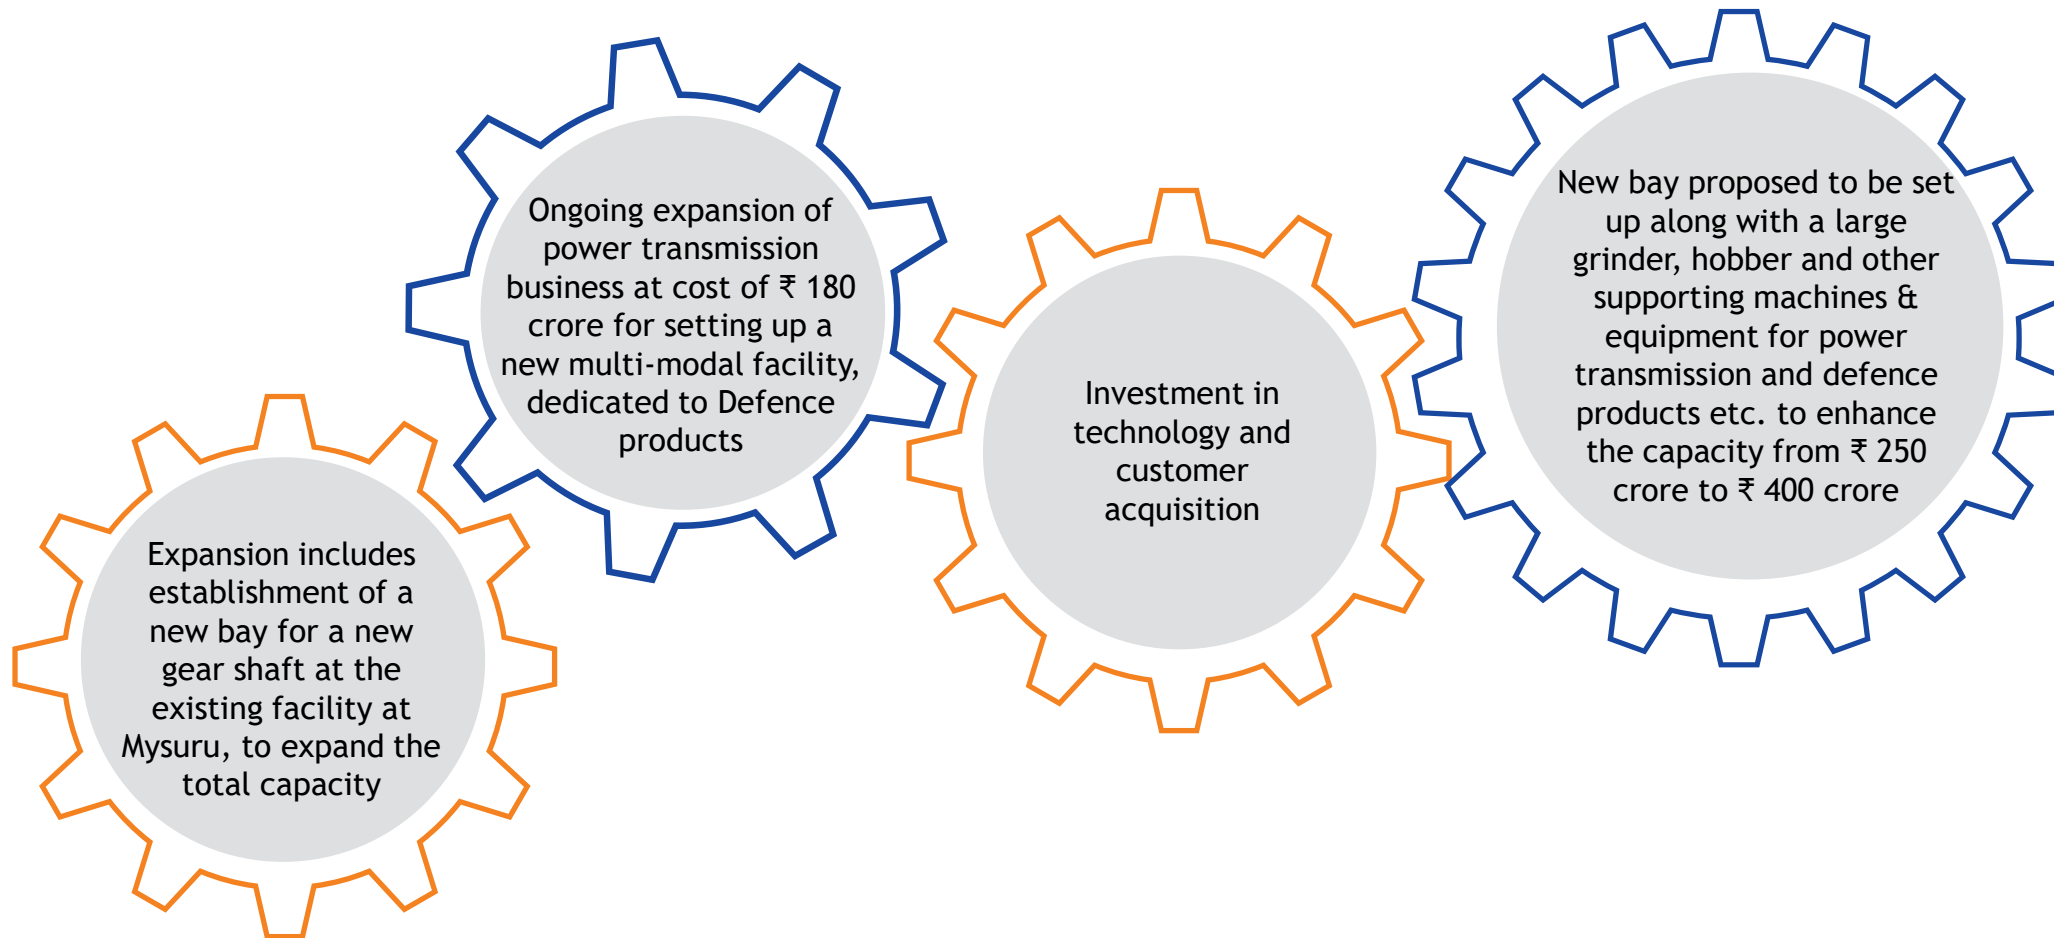 Expansion includes
establishment of a
new bay for a new
gear shaft at the
existing facility at
Mysuru, to expand the
total capacity
Ongoing expansion of
power transmission
business at cost of ₹ 180
crore for setting up a
new multi-modal facility,
dedicated to Defence
products
Investment in
technology and
customer
acquisition
New bay proposed to be set
up along with a large
grinder, hobber and other
supporting machines &
equipment for power
transmission and defence
products etc. to enhance
the capacity from ₹ 250
crore to ₹ 400 crore